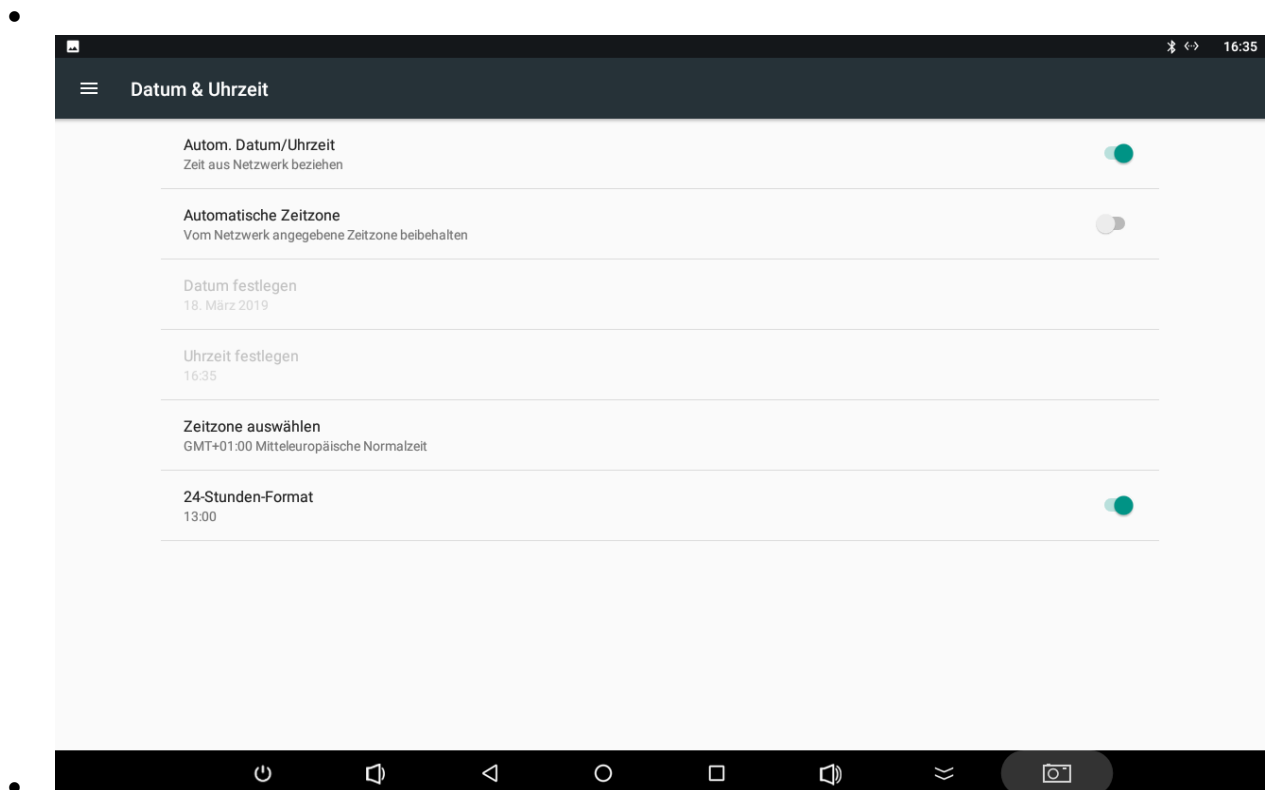 16:35
Datum & Uhrzeit
Autom. Datum/Uhrzeit
Zeit aus Netzwerk beziehen
Automatische Zeitzone
Vom Netzwerk angegebene Zeitzone beibehalten
Datum festlegen
18. März 2019
Uhrzeit festlegen
16:35
Zeitzone auswählen
GMT+01:00 Mitteleuropäische Normalzeit
24-Stunden-Format
13:00